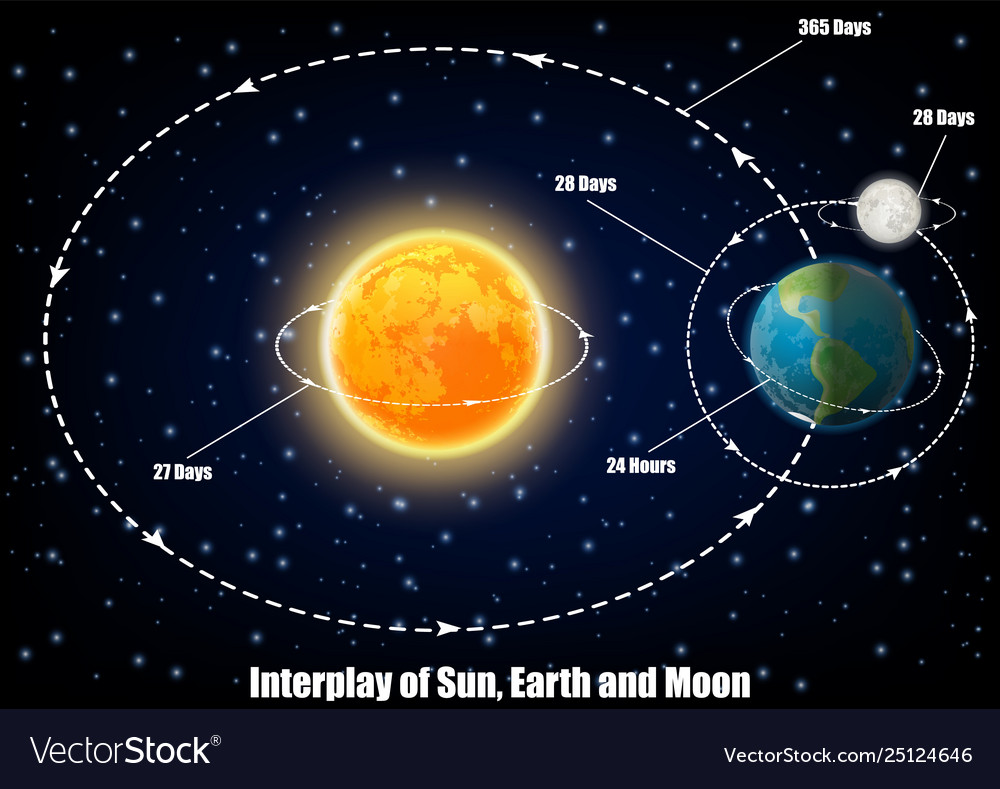 365 Days
28 Days
28 Days
27 Days
24 Hours
Interplay of Sun, Earth and Moon
VectorStock®
VectorStock.com/25124646